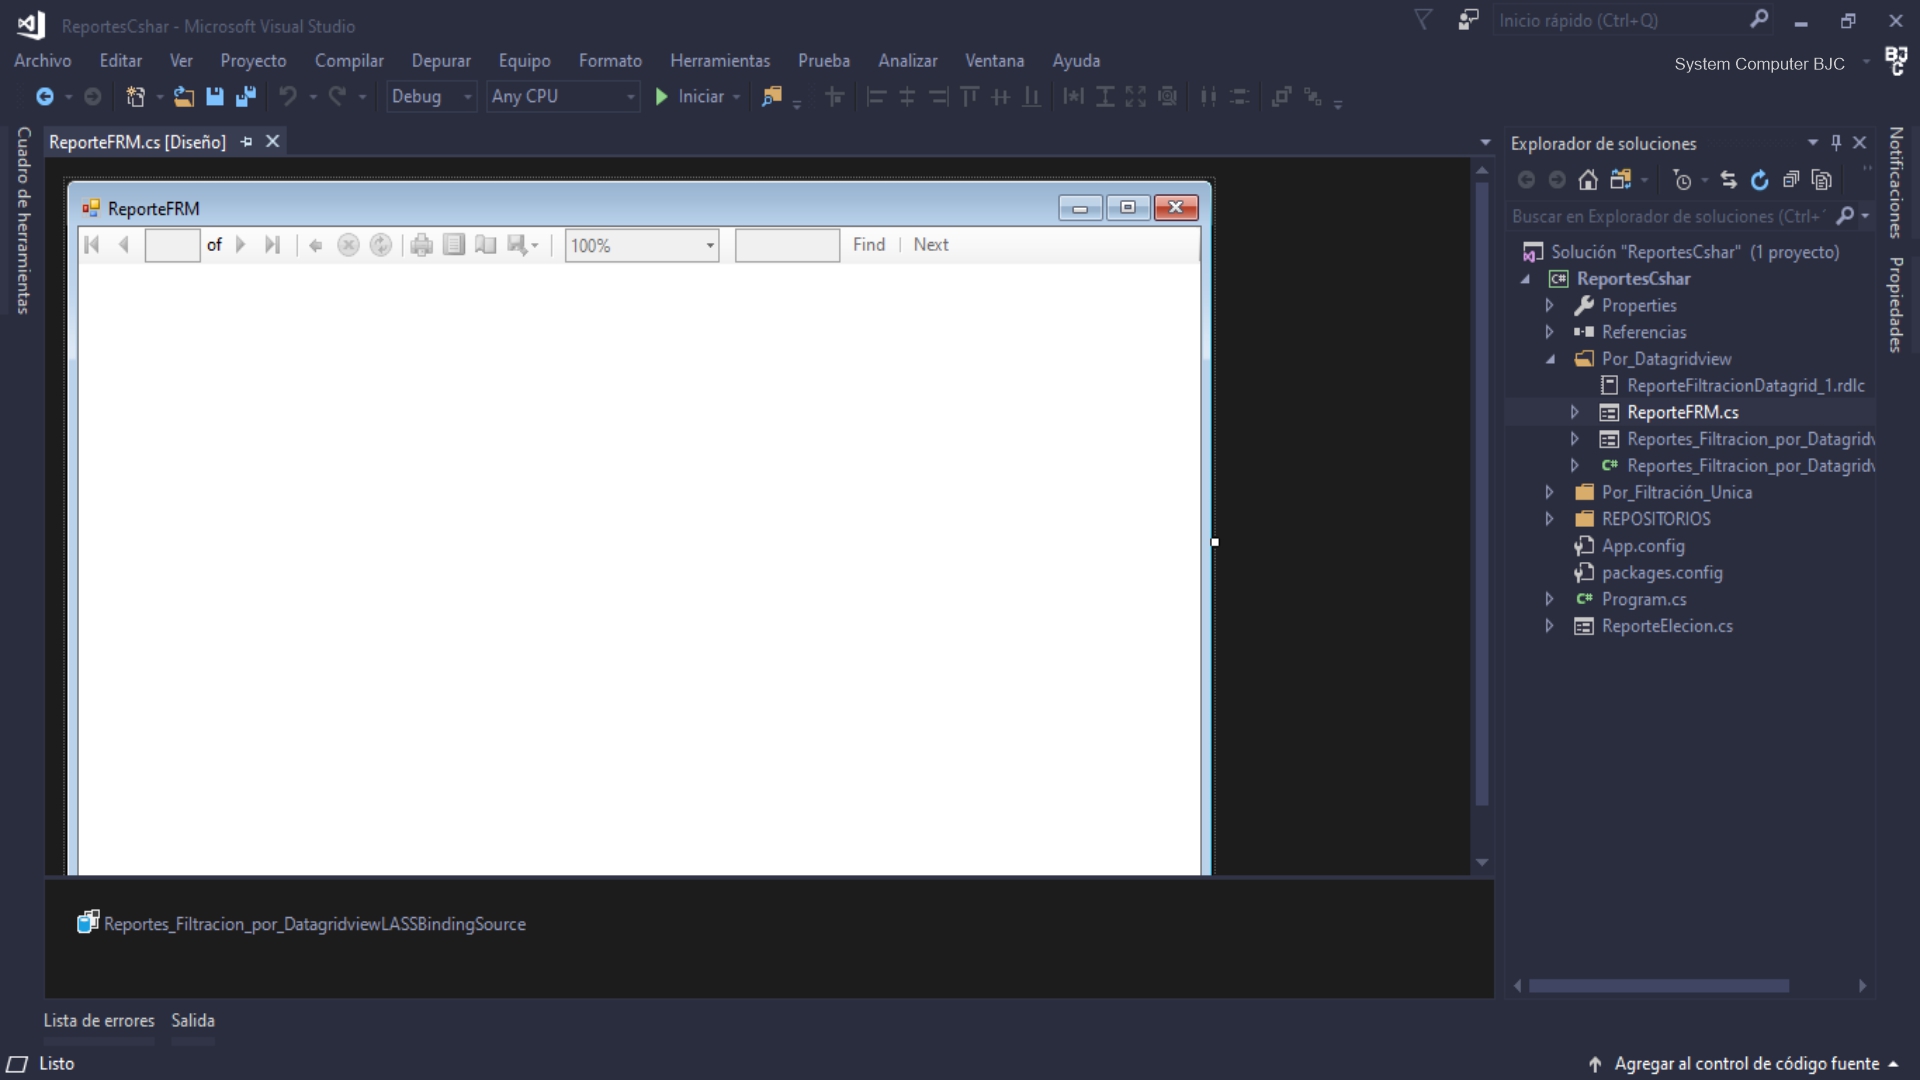 ReportesCshar - Microsoft Visual Studio
Inicio rápido (Ctrl+Q)
Archivo Editar Ver Proyecto Compilar Depurar Equipo Formato Herramientas Prueba Analizar Ventana Ayuda
System Computer BJC
BJC
Debug Any CPU Iniciar
Cuadro de herramientas
ReporteFRM.cs [Diseño]
ReporteFRM
of 100% Find | Next
Reportes_Filtracion_por_DatagridviewLASSBindingSource
Explorador de soluciones
Buscar en Explorador de soluciones (Ctrl+
Solución "ReportesCshar" (1 proyecto)
C# ReportesCshar
Properties
Referencias
Por_Datagridview
ReporteFiltracionDatagrid_1.rdlc
ReporteFRM.cs
Reportes_Filtracion_por_Datagridv
C# Reportes_Filtracion_por_Datagridv
Por_Filtración_Unica
REPOSITORIOS
App.config
packages.config
C# Program.cs
ReporteElecion.cs
Notificaciones
Propiedades
Lista de errores Salida
Listo
Agregar al control de código fuente